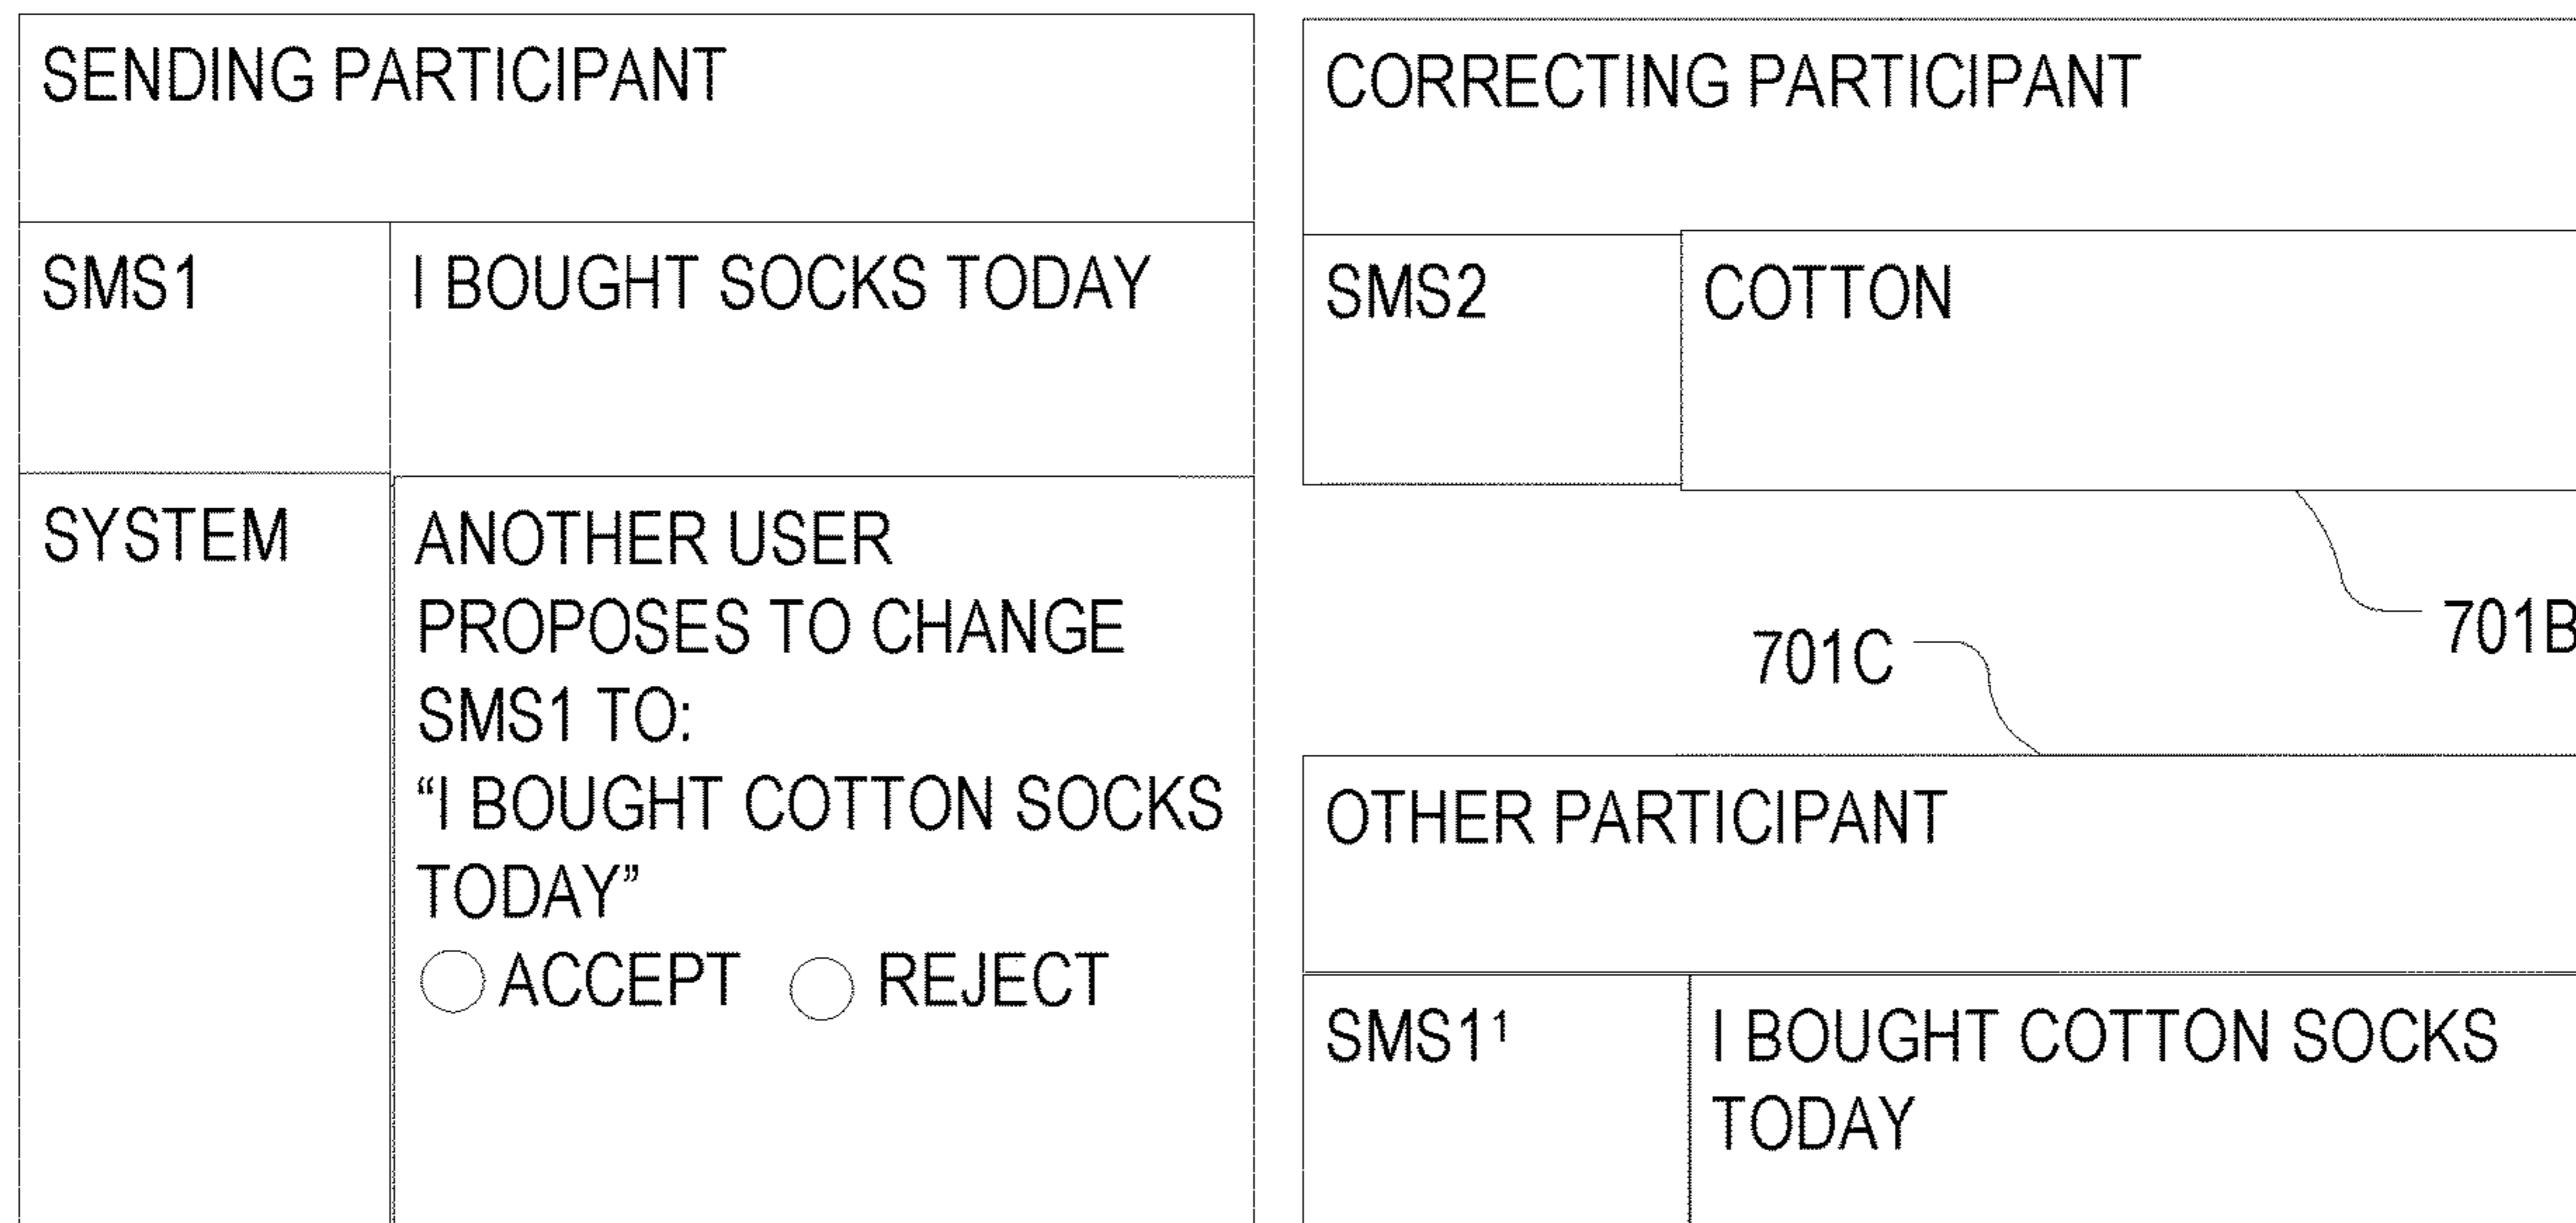 SENDING PARTICIPANT
SMS1
I BOUGHT SOCKS TODAY
SYSTEM
ANOTHER USER
PROPOSES TO CHANGE
SMS1 TO:
“I BOUGHT COTTON SOCKS
TODAY”
ACCEPT REJECT
CORRECTING PARTICIPANT
SMS2
COTTON
701B
701C
OTHER PARTICIPANT
SMS1¹
I BOUGHT COTTON SOCKS
TODAY